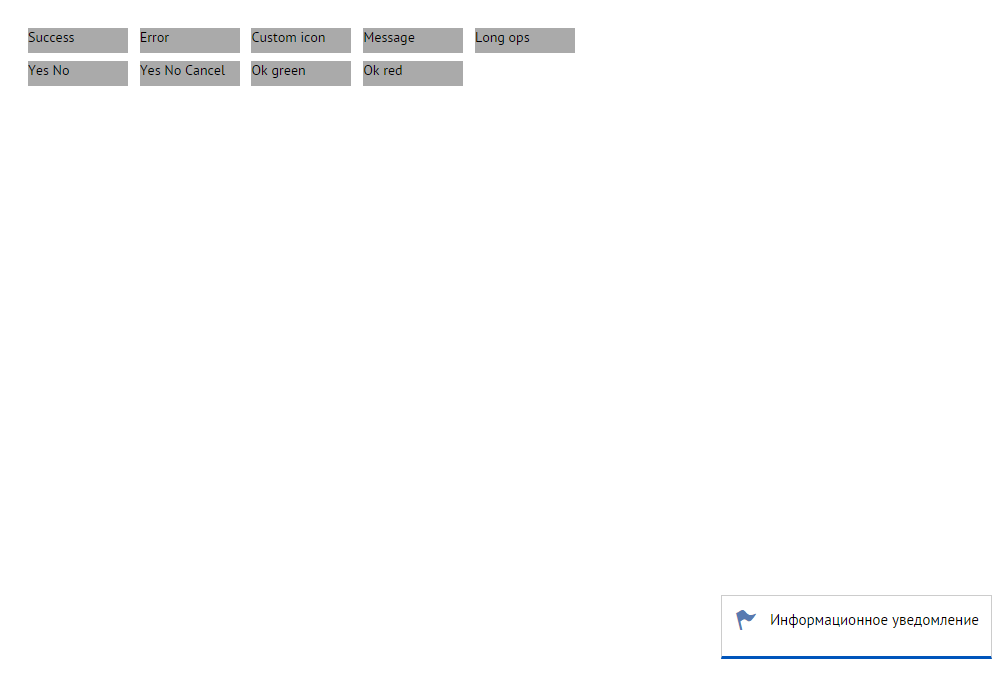 Success Error Custom icon Message Long ops
Yes No Yes No Cancel Ok green Ok red
Информационное уведомление